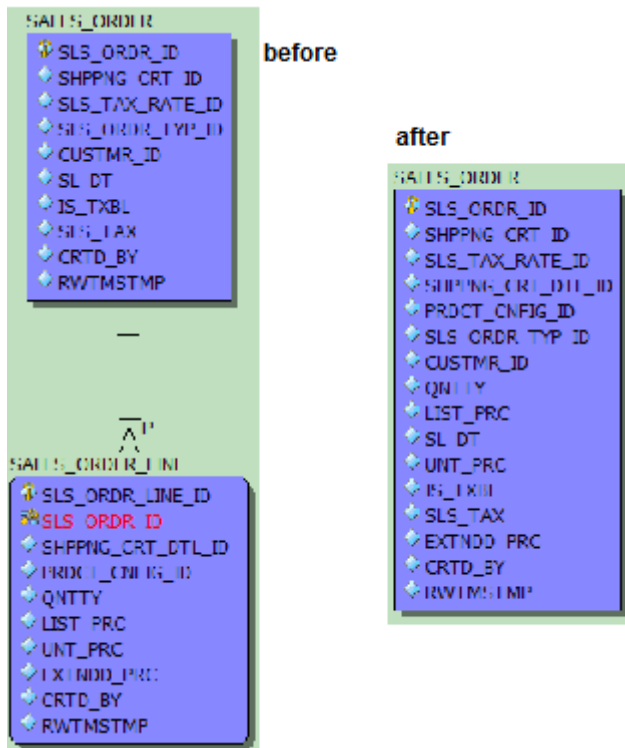 SALES_ORDER
SLS_ORDR_ID
SHPPNG_CRT_ID
SLS_TAX_RATE_ID
SLS_ORDR_TYP_ID
CUSTMR_ID
SL_DT
IS_TXBL
SLS_TAX
CRTD_BY
RWTMSTMP
before
P
SALES_ORDER_LINE
SLS_ORDR_LINE_ID
SLS_ORDR_ID
SHPPNG_CRT_DTL_ID
PRDCT_CNFIG_ID
QNTTY
LIST_PRC
UNT_PRC
EXTNDD_PRC
CRTD_BY
RWTMSTMP
after
SALES_ORDER
SLS_ORDR_ID
SHPPNG_CRT_ID
SLS_TAX_RATE_ID
SHPPNG_CRT_DTL_ID
PRDCT_CNFIG_ID
SLS_ORDR_TYP_ID
CUSTMR_ID
QNTTY
LIST_PRC
SL_DT
UNT_PRC
IS_TXBL
SLS_TAX
EXTNDD_PRC
CRTD_BY
RWTMSTMP